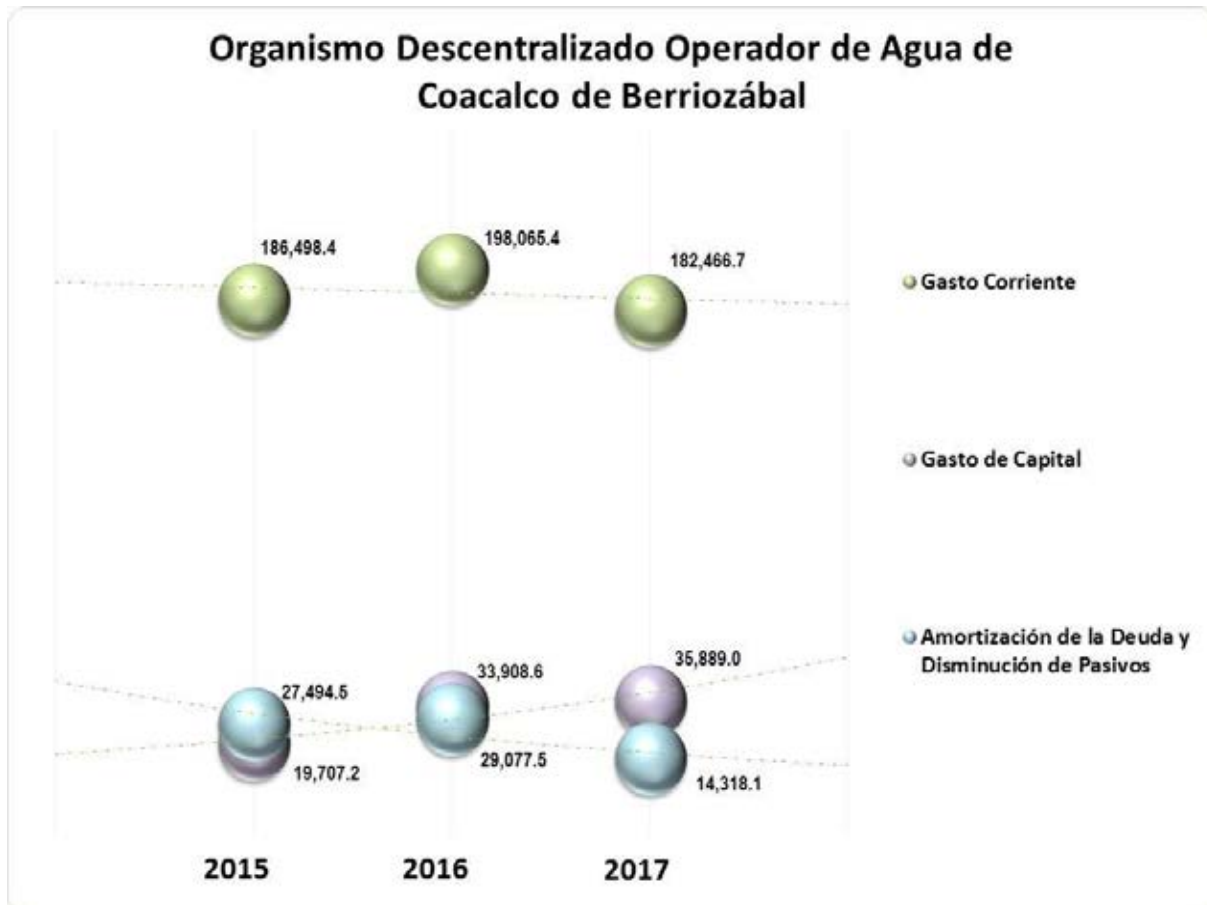 Organismo Descentralizado Operador de Agua de
Coacalco de Berriozábal
186,498.4
198,065.4
182,466.7
Gasto Corriente
Gasto de Capital
Amortización de la Deuda y
Disminución de Pasivos
27,494.5
33,908.6
35,889.0
19,707.2
29,077.5
14,318.1
2015
2016
2017